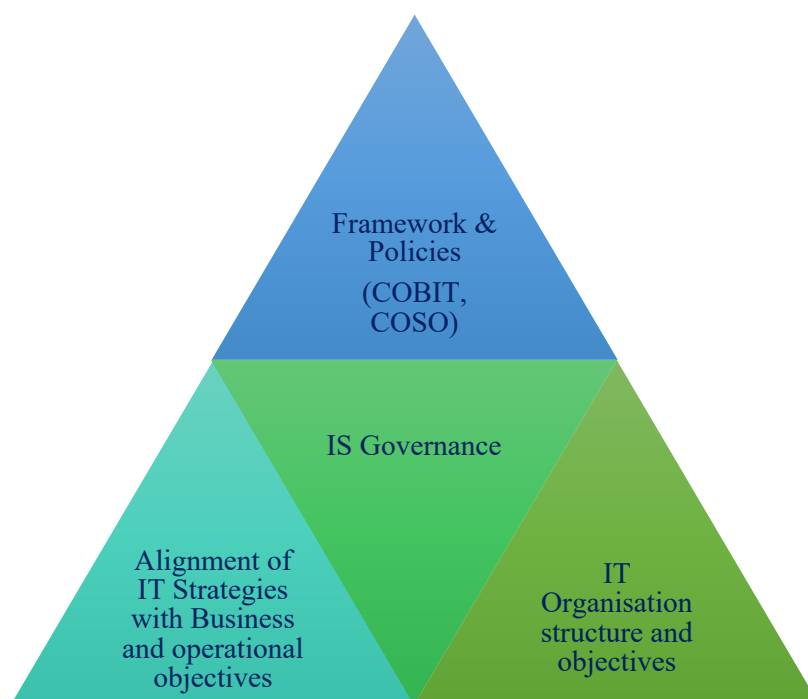 Framework &
Policies
(COBIT,
COSO)
IS Governance
Alignment of
IT Strategies
with Business
and operational
objectives
IT
Organisation
structure and
objectives